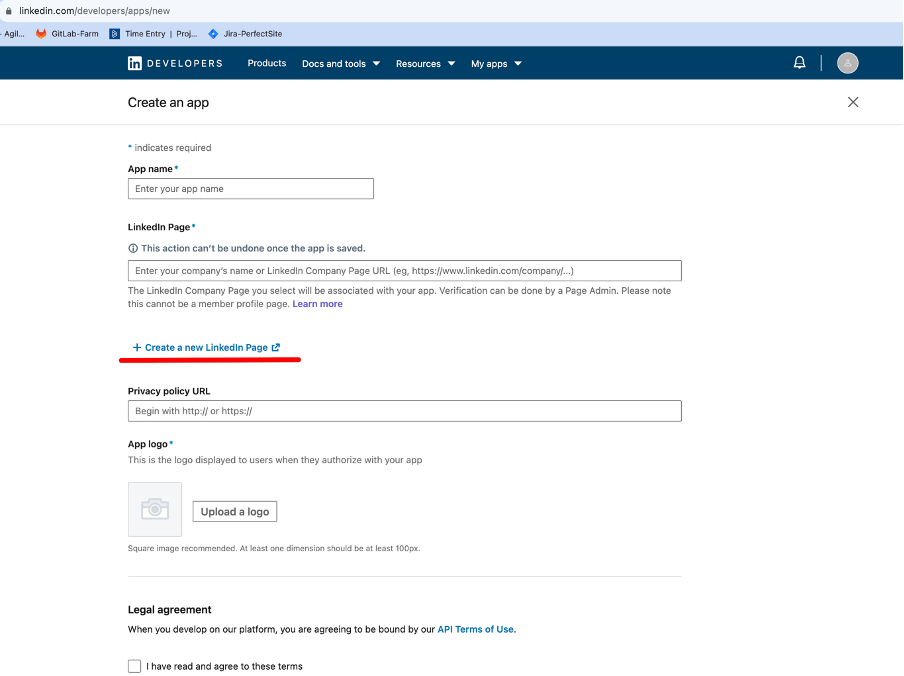 linkedin.com/developers/apps/new
- Agil... GitLab-Farm Time Entry | Proj... Jira-PerfectSite
in DEVELOPERS Products Docs and tools Resources My apps
Create an app
* indicates required
App name*
Enter your app name
LinkedIn Page*
This action can't be undone once the app is saved.
Enter your company's name or LinkedIn Company Page URL (eg, https://www.linkedin.com/company/...)
The LinkedIn Company Page you select will be associated with your app. Verification can be done by a Page Admin. Please note
this cannot be a member profile page. Learn more
+ Create a new LinkedIn Page
Privacy policy URL
Begin with http:// or https://
App logo*
This is the logo displayed to users when they authorize with your app
Upload a logo
Square image recommended. At least one dimension should be at least 100px.
Legal agreement
When you develop on our platform, you are agreeing to be bound by our API Terms of Use.
I have read and agree to these terms